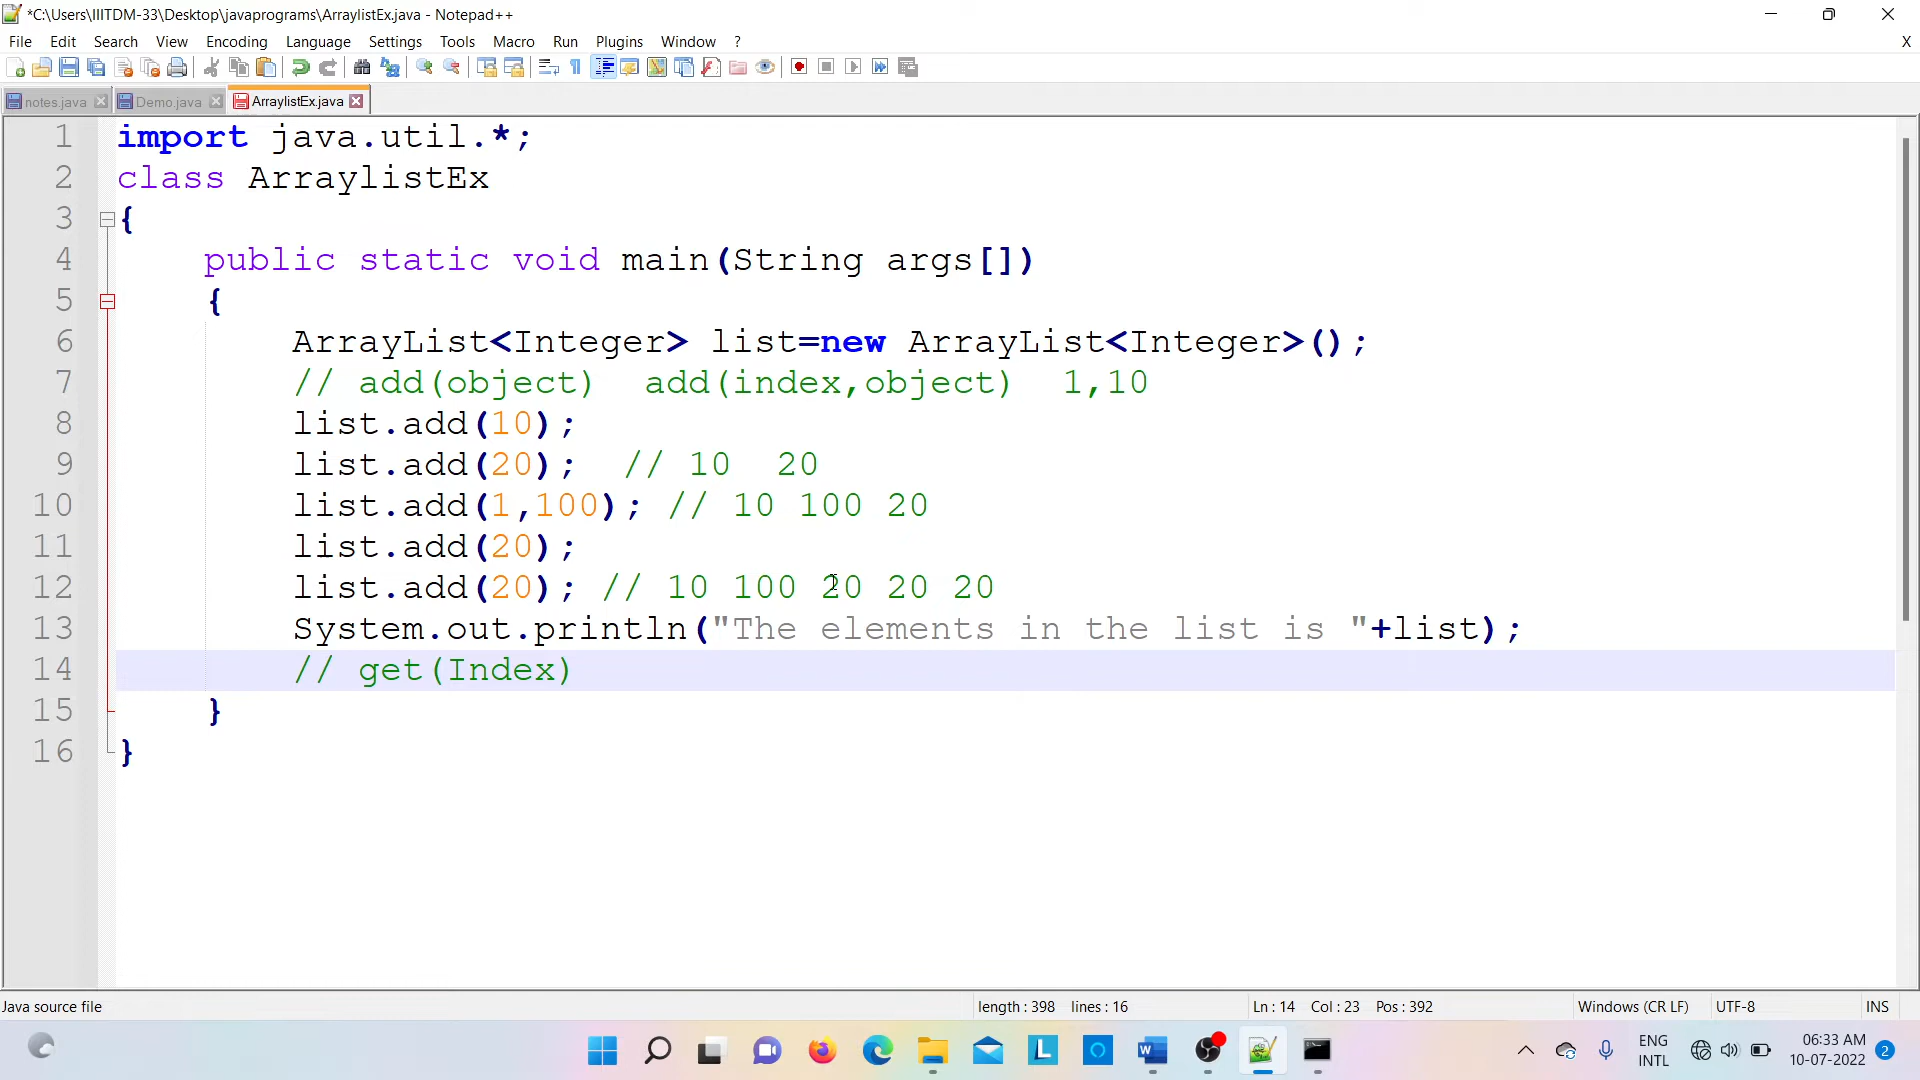 *C:\Users\IIITDM-33\Desktop\javaprograms\ArraylistEx.java - Notepad++
File Edit Search View Encoding Language Settings Tools Macro Run Plugins Window ? X
notes.java Demo.java ArraylistEx.java
1 import java.util.*;
2 class ArraylistEx
3 {
4 public static void main(String args[])
5 {
6 ArrayList<Integer> list=new ArrayList<Integer>();
7 // add(object) add(index,object) 1,10
8 list.add(10);
9 list.add(20); // 10 20
10 list.add(1,100); // 10 100 20
11 list.add(20);
12 list.add(20); // 10 100 20 20 20
13 System.out.println("The elements in the list is "+list);
14 // get(Index)
15 }
16 }
Java source file length : 398 lines : 16 Ln : 14 Col : 23 Pos : 392 Windows (CR LF) UTF-8 INS
ENG 06:33 AM
INTL 10-07-2022 2